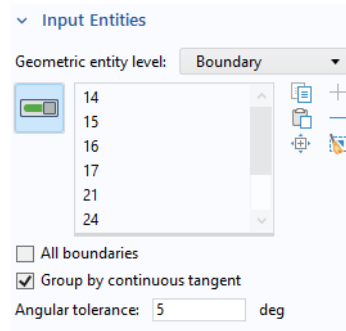 Input Entities
Geometric entity level: Boundary
14
15
16
17
21
24
All boundaries
Group by continuous tangent
Angular tolerance: 5 deg